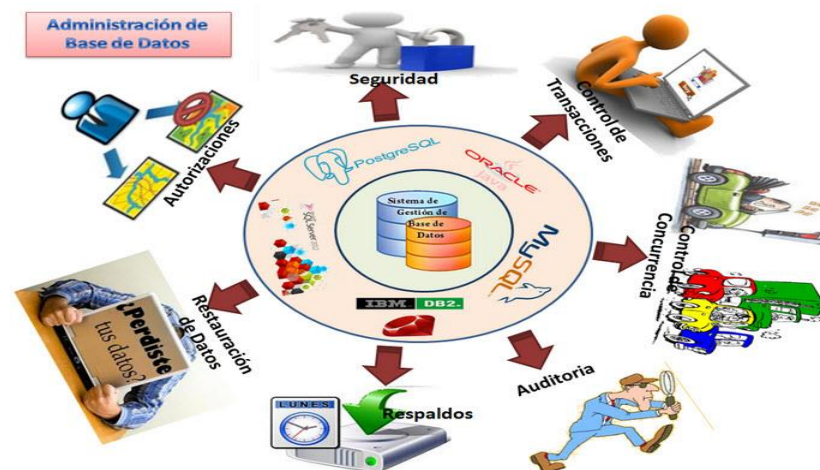 Administración de
Base de Datos
Seguridad
Control de
Transacciones
Autorizaciones
PostgreSQL
ORACLE
Java
Sistema de
Gestión de
Base de
Datos
SQLServer2012
MySQL
Control de
Concurrencia
IBM DB2.
Restauración
de Datos
¿Perdiste
tus datos?
LUNES
Respaldos
Auditoria